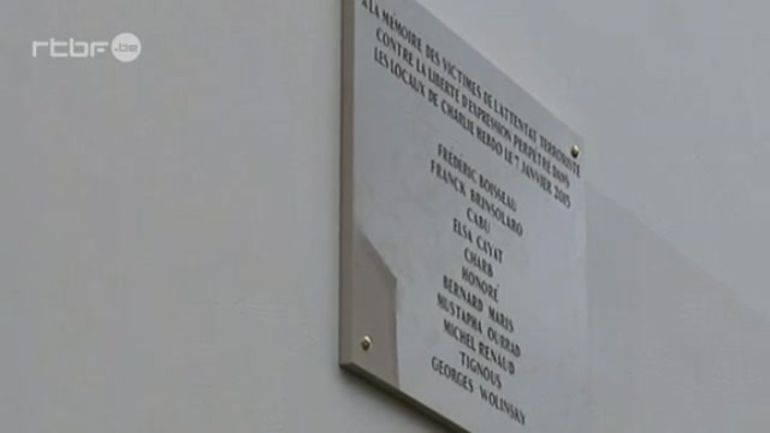 rtbf.be
A LA MÉMOIRE DES VICTIMES DE L'ATTENTAT TERRORISTE
CONTRE LA LIBERTÉ D'EXPRESSION PERPÉTRÉ DANS
LES LOCAUX DE CHARLIE HEBDO LE 7 JANVIER 2015
FRÉDÉRIC BOISSEAU
FRANCK BRINSOLARO
CABU
ELSA CAYAT
CHARB
HONORÉ
BERNARD MARIS
MUSTAPHA OURRAD
MICHEL RENAUD
TIGNOUS
GEORGES WOLINSKY